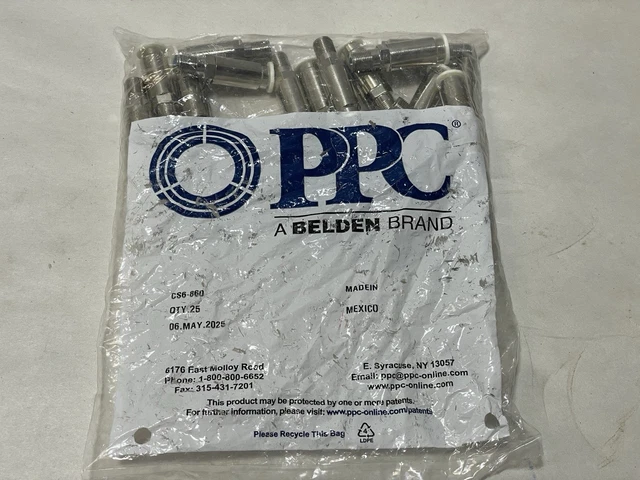 PPC®
A BELDEN BRAND
CS6-860 MADEIN
QTY.25 MEXICO
06.MAY.2025
6176 East Molloy Road E. Syracuse, NY 13057
Phone: 1-800-800-6652 Email: ppc@ppc-online.com
Fax: 315-431-7201 www.ppc-online.com
This product may be protected by one or more patents.
For further information, please visit: www.ppc-online.com/patents
Please Recycle This Bag
4
LDPE